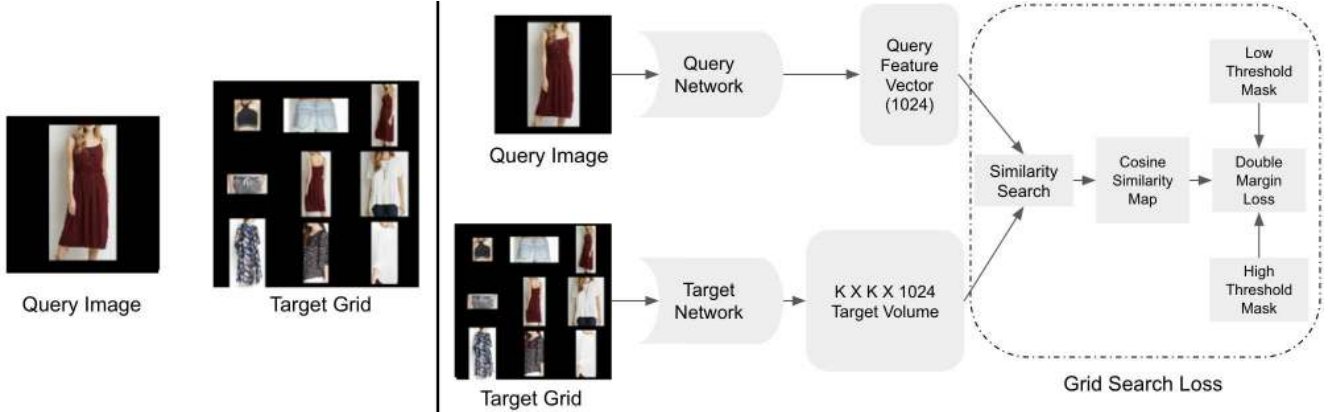 Query Image
Target Grid
Query Image
Query
Network
Query
Feature
Vector
(1024)
Target Grid
Target
Network
K X K X 1024
Target Volume
Similarity
Search
Cosine
Similarity
Map
Low
Threshold
Mask
Double
Margin
Loss
High
Threshold
Mask
Grid Search Loss